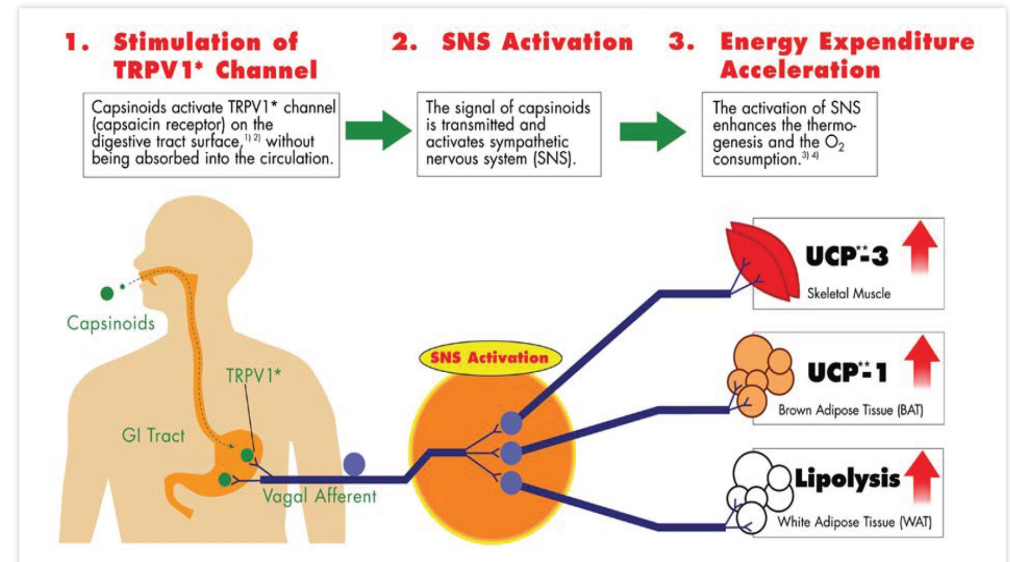 1. Stimulation of
TRPV1* Channel
2. SNS Activation
3. Energy Expenditure
Acceleration
Capsinoids activate TRPV1* channel
(capsaicin receptor) on the
digestive tract surface,1) 2) without
being absorbed into the circulation.
The signal of capsinoids
is transmitted and
activates sympathetic
nervous system (SNS).
The activation of SNS
enhances the thermo-
genesis and the O2
consumption.3) 4)
Capsinoids
TRPV1*
GI Tract
Vagal Afferent
SNS Activation
UCP**-3
Skeletal Muscle
UCP**-1
Brown Adipose Tissue (BAT)
Lipolysis
White Adipose Tissue (WAT)